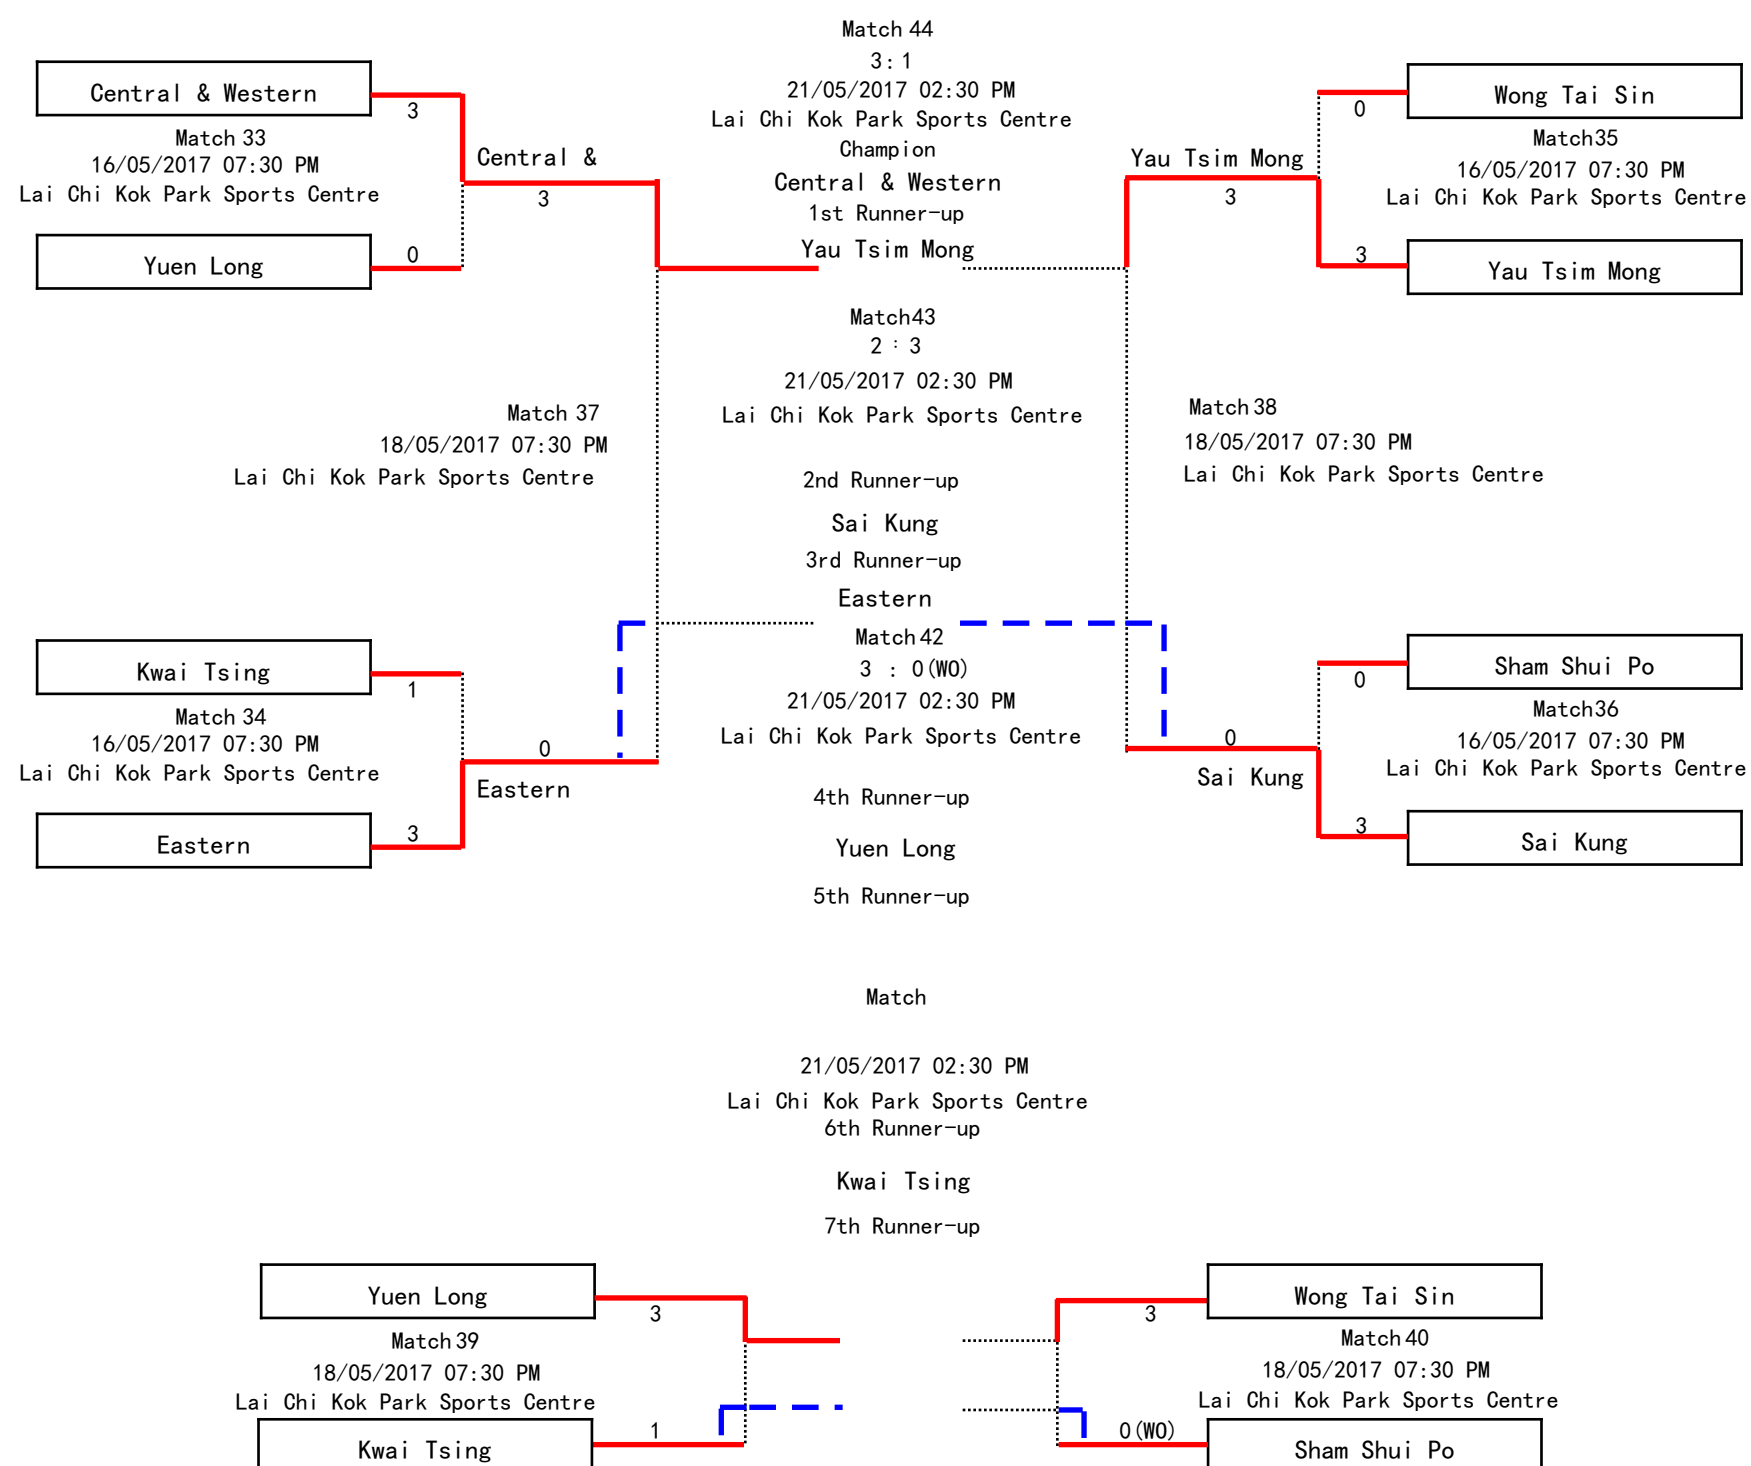 Match 44
3 : 1
21/05/2017 02:30 PM
Lai Chi Kok Park Sports Centre
Champion
Central & Western
1st Runner-up
Yau Tsim Mong
Central & Western
3
Match 33
16/05/2017 07:30 PM
Lai Chi Kok Park Sports Centre
Yuen Long
0
Central &
3
Wong Tai Sin
0
Match35
16/05/2017 07:30 PM
Lai Chi Kok Park Sports Centre
Yau Tsim Mong
3
Yau Tsim Mong
3
Match43
2 : 3
21/05/2017 02:30 PM
Lai Chi Kok Park Sports Centre
Match 37
18/05/2017 07:30 PM
Lai Chi Kok Park Sports Centre
Match 38
18/05/2017 07:30 PM
Lai Chi Kok Park Sports Centre
2nd Runner-up
Sai Kung
3rd Runner-up
Eastern
Match 42
3 : 0(WO)
21/05/2017 02:30 PM
Lai Chi Kok Park Sports Centre
Kwai Tsing
1
Match 34
16/05/2017 07:30 PM
Lai Chi Kok Park Sports Centre
Eastern
3
0
Eastern
Sham Shui Po
0
Match36
16/05/2017 07:30 PM
Lai Chi Kok Park Sports Centre
Sai Kung
3
0
Sai Kung
4th Runner-up
Yuen Long
5th Runner-up
Match
21/05/2017 02:30 PM
Lai Chi Kok Park Sports Centre
6th Runner-up
Kwai Tsing
7th Runner-up
Yuen Long
3
Match 39
18/05/2017 07:30 PM
Lai Chi Kok Park Sports Centre
Kwai Tsing
1
Wong Tai Sin
3
Match 40
18/05/2017 07:30 PM
Lai Chi Kok Park Sports Centre
0(WO)
Sham Shui Po